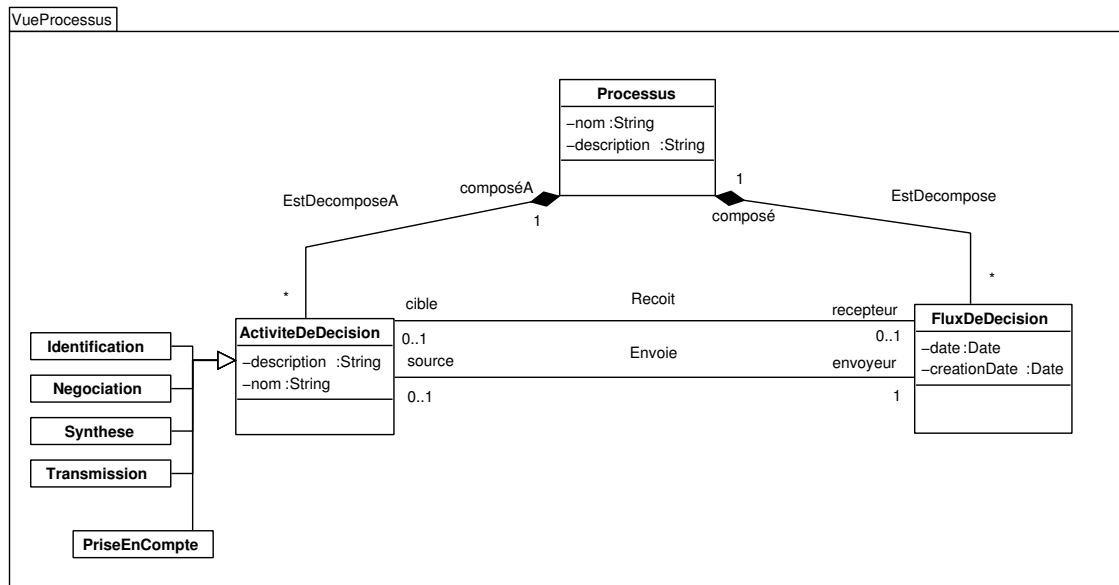 VueProcessus
Processus
–nom :String
–description :String
composéA
1
EstDecomposeA
1
composé
EstDecompose
*
*
cible
Recoit
recepteur
ActiviteDeDecision
0..1
0..1
FluxDeDecision
–description :String
source
Envoie
envoyeur
–date :Date
–nom :String
0..1
1
–creationDate :Date
Identification
Negociation
Synthese
Transmission
PriseEnCompte